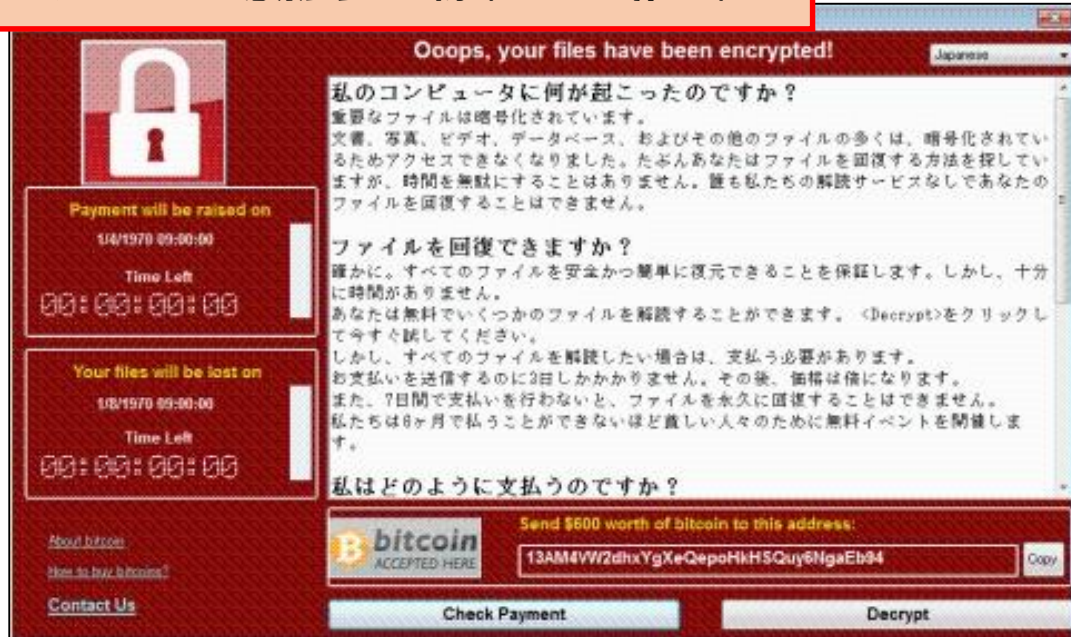 Ooops, your files have been encrypted!
Japanese
私のコンピュータに何が起こったのですか？
重要なファイルは暗号化されています。
文書、写真、ビデオ、データベース、およびその他のファイルの多くは、暗号化されてい
るためアクセスできなくなりました。たぶんあなたはファイルを回復する方法を探してい
ますが、時間を無駄にすることはありません。誰も私たちの解読サービスなしであなたの
ファイルを回復することはできません。
ファイルを回復できますか？
確かに。すべてのファイルを安全かつ簡単に復元できることを保証します。しかし、十分
に時間がありません。
あなたは無料でいくつかのファイルを解読することができます。 <Decrypt>をクリックし
て今すぐ試してください。
しかし、すべてのファイルを解読したい場合は、支払う必要があります。
お支払いを送信するのに3日しかかかりません。その後、価格は倍になります。
また、7日間で支払いを行わないと、ファイルを永久に回復することはできません。
私たちは6ヶ月で払うことができないほど貧しい人々のために無料イベントを開催しま
す。
私はどのように支払うのですか？
Payment will be raised on
1/4/1970 09:00:00
Time Left
00:00:00:00
Your files will be lost on
1/8/1970 09:00:00
Time Left
00:00:00:00
About bitcoin
How to buy bitcoins?
Contact Us
bitcoin
ACCEPTED HERE
Send $600 worth of bitcoin to this address:
13AM4VW2dhxYgXeQepoHkHSQuy6NgaEb94
Copy
Check Payment
Decrypt